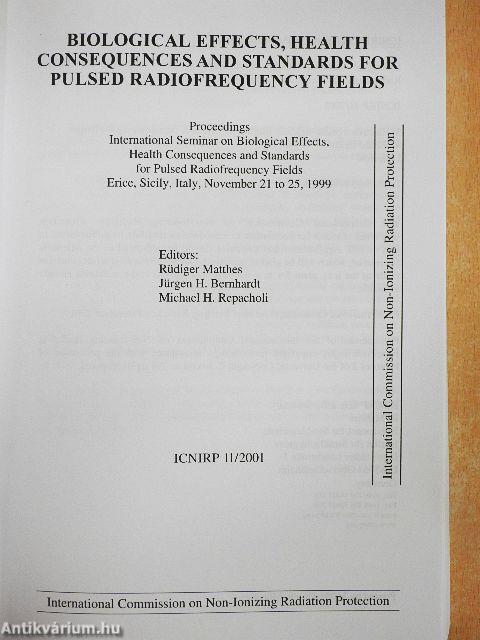 BIOLOGICAL EFFECTS, HEALTH
CONSEQUENCES AND STANDARDS FOR
PULSED RADIOFREQUENCY FIELDS
Proceedings
International Seminar on Biological Effects,
Health Consequences and Standards
for Pulsed Radiofrequency Fields
Erice, Sicily, Italy, November 21 to 25, 1999
Editors:
Rüdiger Matthes
Jürgen H. Bernhardt
Michael H. Repacholi
International Commission on Non-Ionizing Radiation Protection
ICNIRP 11/2001
International Commission on Non-Ionizing Radiation Protection
Antikvárium.hu